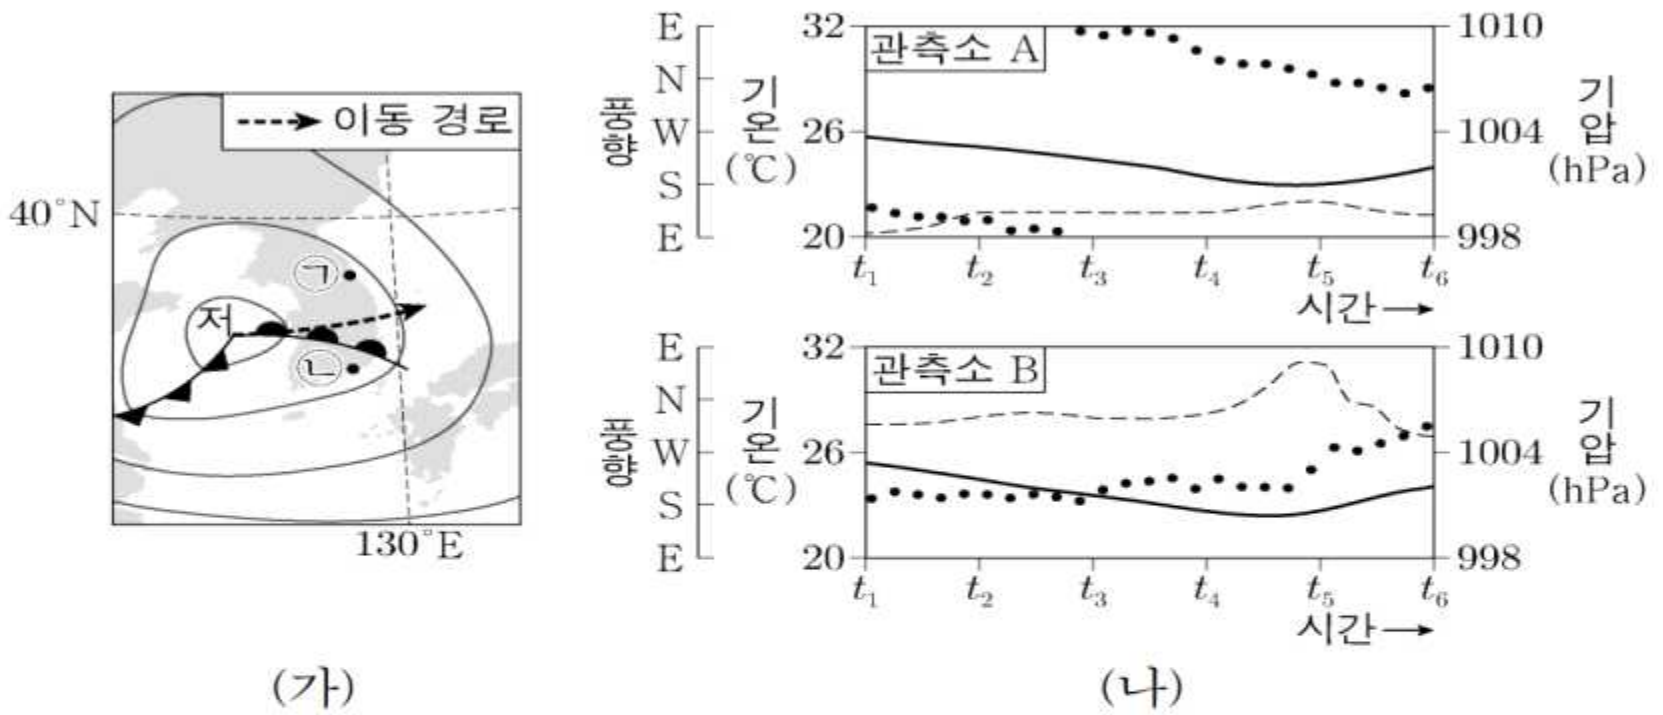 이동 경로
40°N
저
ㄱ
ㄴ
130°E
(가)
관측소 A
풍향
E
N
W
S
E
기온
(℃)
32
26
20
기압
(hPa)
1010
1004
998
t₁ t₂ t₃ t₄ t₅ t₆
시간
관측소 B
풍향
E
N
W
S
E
기온
(℃)
32
26
20
기압
(hPa)
1010
1004
998
t₁ t₂ t₃ t₄ t₅ t₆
시간
(나)